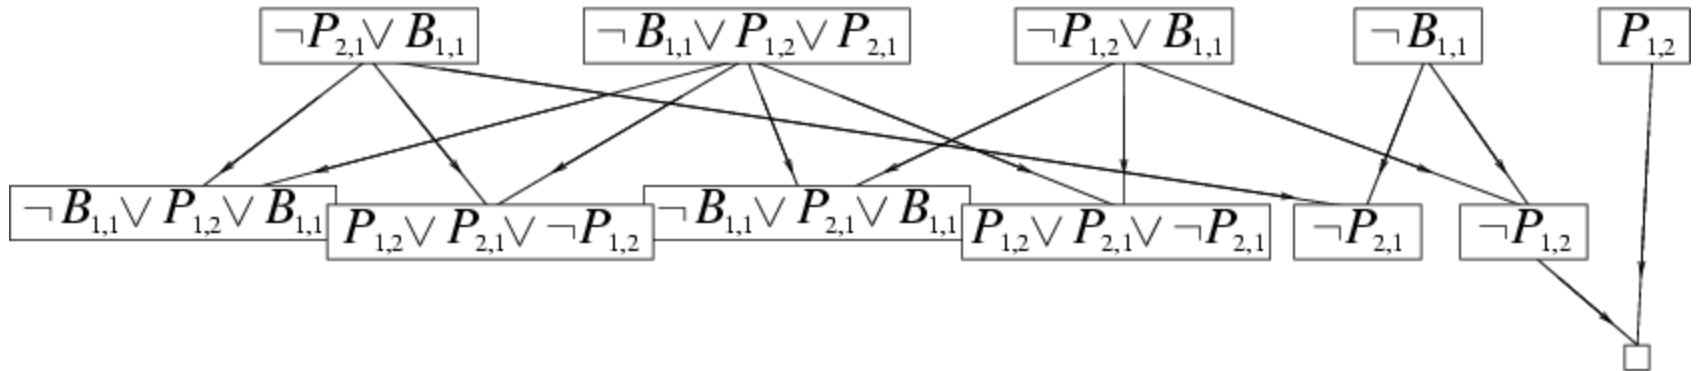 ¬P2,1 ∨ B1,1
¬B1,1 ∨ P1,2 ∨ P2,1
¬P1,2 ∨ B1,1
¬B1,1
P1,2
¬B1,1 ∨ P1,2 ∨ B1,1
P1,2 ∨ P2,1 ∨ ¬P1,2
¬B1,1 ∨ P2,1 ∨ B1,1
P1,2 ∨ P2,1 ∨ ¬P2,1
¬P2,1
¬P1,2